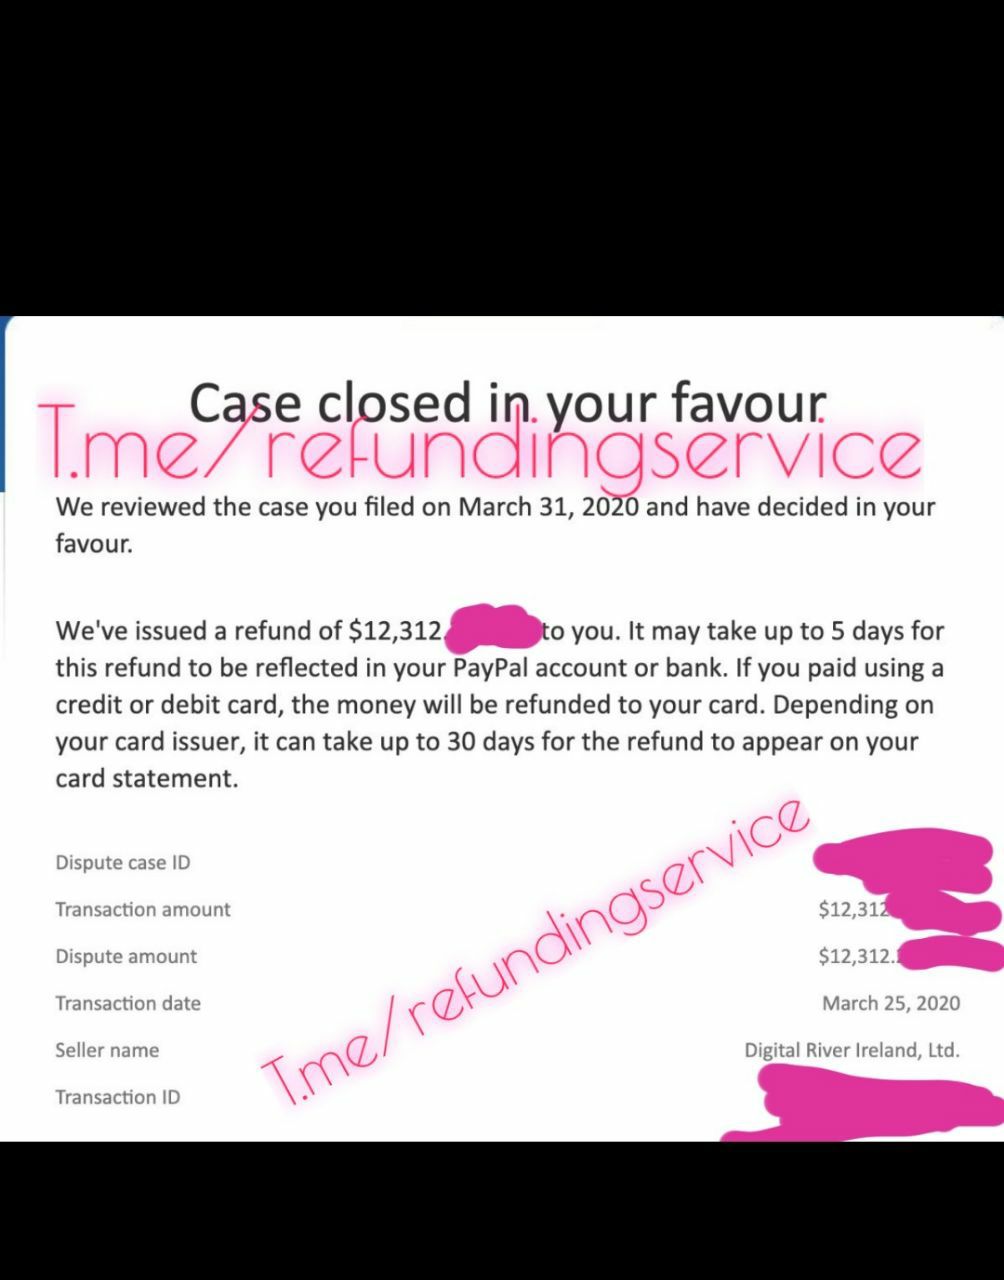 Case closed in your favour
T.me/refundingservice
We reviewed the case you filed on March 31, 2020 and have decided in your
favour.
We've issued a refund of $12,312. to you. It may take up to 5 days for
this refund to be reflected in your PayPal account or bank. If you paid using a
credit or debit card, the money will be refunded to your card. Depending on
your card issuer, it can take up to 30 days for the refund to appear on your
card statement.
T.me/refundingservice
Dispute case ID
Transaction amount $12,312
Dispute amount $12,312.
Transaction date March 25, 2020
Seller name Digital River Ireland, Ltd.
Transaction ID